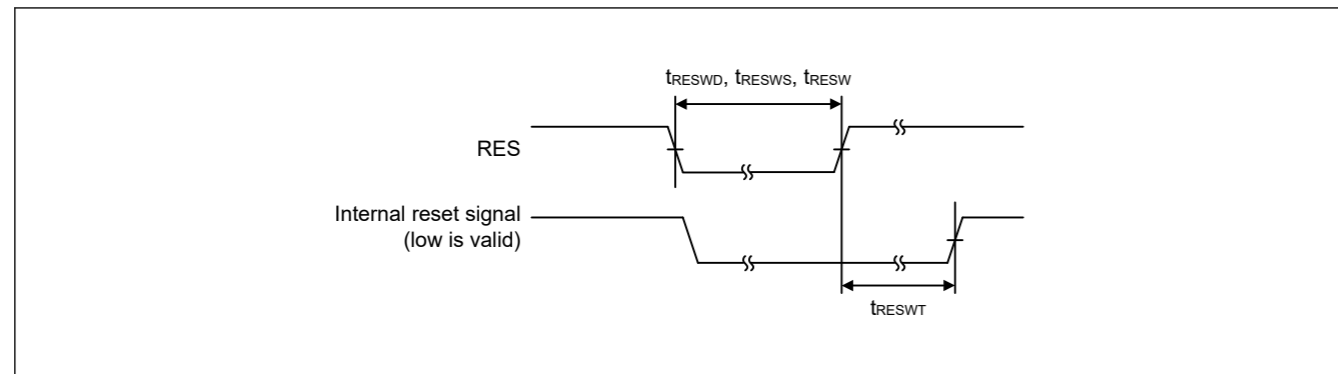 tRESWD, tRESWS, tRESW
RES
Internal reset signal
(low is valid)
tRESWT